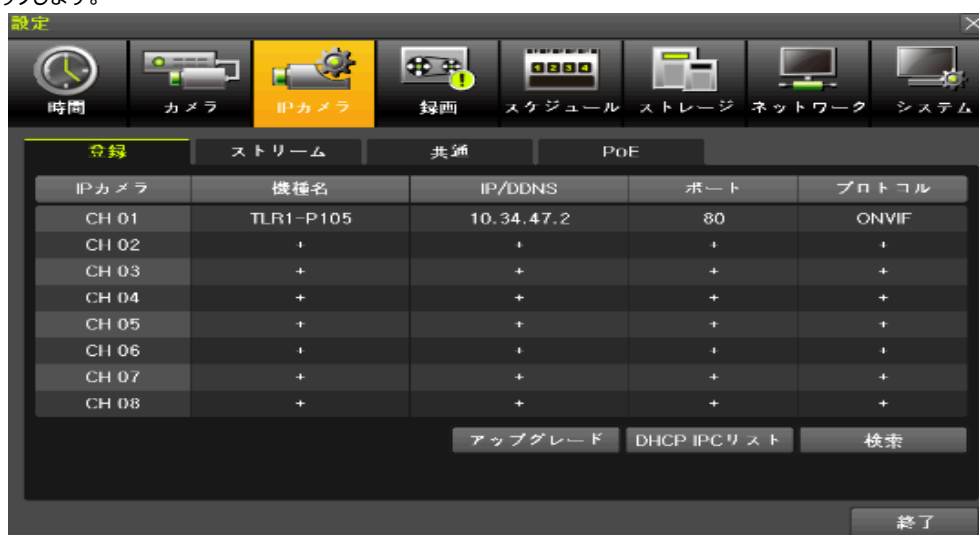 ックします。
設定
時間 カメラ IPカメラ 録画 スケジュール ストレージ ネットワーク システム
登録 ストリーム 共通 PoE
IPカメラ 機種名 IP/DDNS ポート プロトコル
CH 01 TLR1-P105 10.34.47.2 80 ONVIF
CH 02 + + + +
CH 03 + + + +
CH 04 + + + +
CH 05 + + + +
CH 06 + + + +
CH 07 + + + +
CH 08 + + + +
アップグレード DHCP IPCリスト 検索
終了